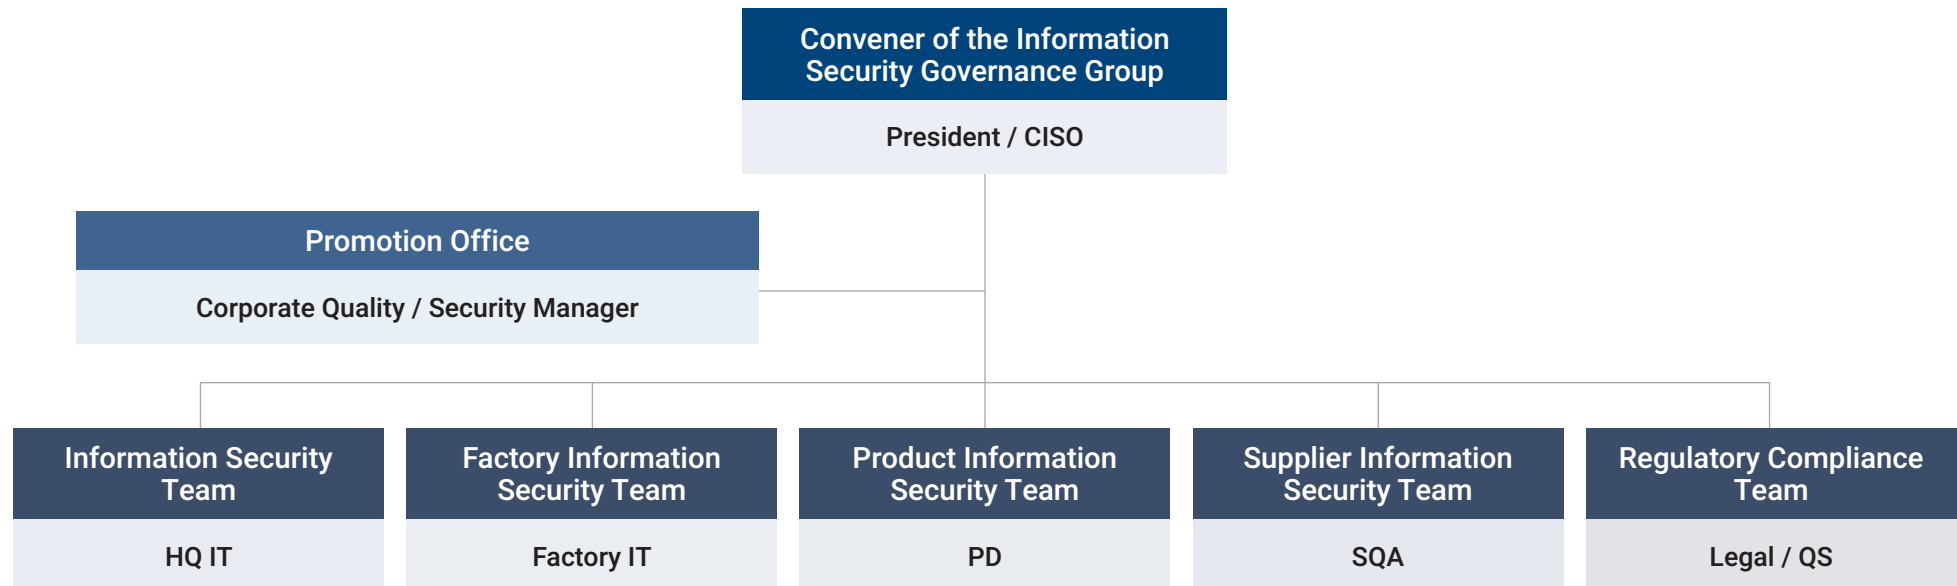 Convener of the Information
Security Governance Group
President / CISO
Promotion Office
Corporate Quality / Security Manager
Information Security
Team
HQ IT
Factory Information
Security Team
Factory IT
Product Information
Security Team
PD
Supplier Information
Security Team
SQA
Regulatory Compliance
Team
Legal / QS